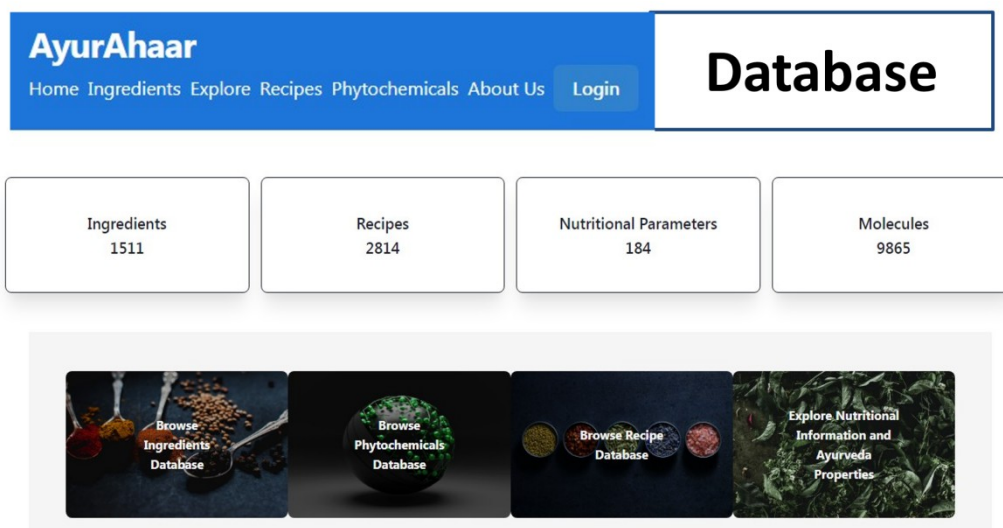 AyurAhaar
Home Ingredients Explore Recipes Phytochemicals About Us Login
Database
Ingredients
1511
Recipes
2814
Nutritional Parameters
184
Molecules
9865
Browse
Ingredients
Database
Browse
Phytochemicals
Database
Browse Recipe
Database
Explore Nutritional
Information and
Ayurveda
Properties